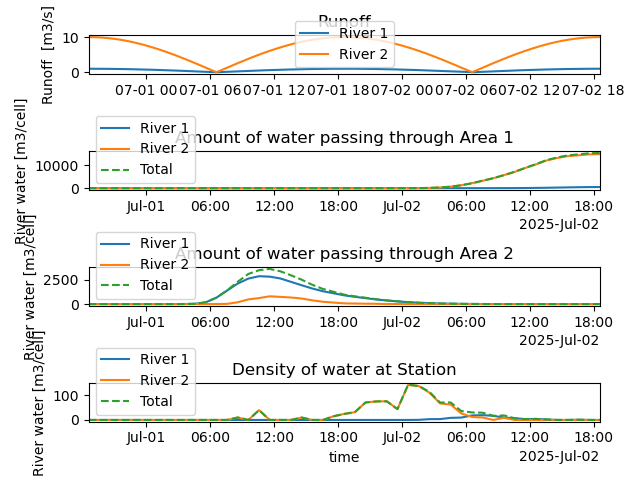 Runoff
Runoff  [m3/s]
10
0
River 1
River 2
07-01 00 07-01 06 07-01 12 07-01 18 07-02 00 07-02 06 07-02 12 07-02 18
Amount of water passing through Area 1
River water [m3/cell]
10000
0
River 1
River 2
Total
Jul-01 06:00 12:00 18:00 Jul-02 06:00 12:00 18:00
2025-Jul-02
Amount of water passing through Area 2
River water [m3/cell]
2500
0
River 1
River 2
Total
Jul-01 06:00 12:00 18:00 Jul-02 06:00 12:00 18:00
2025-Jul-02
Density of water at Station
River water [m3/cell]
100
0
River 1
River 2
Total
Jul-01 06:00 12:00 18:00 Jul-02 06:00 12:00 18:00
time
2025-Jul-02